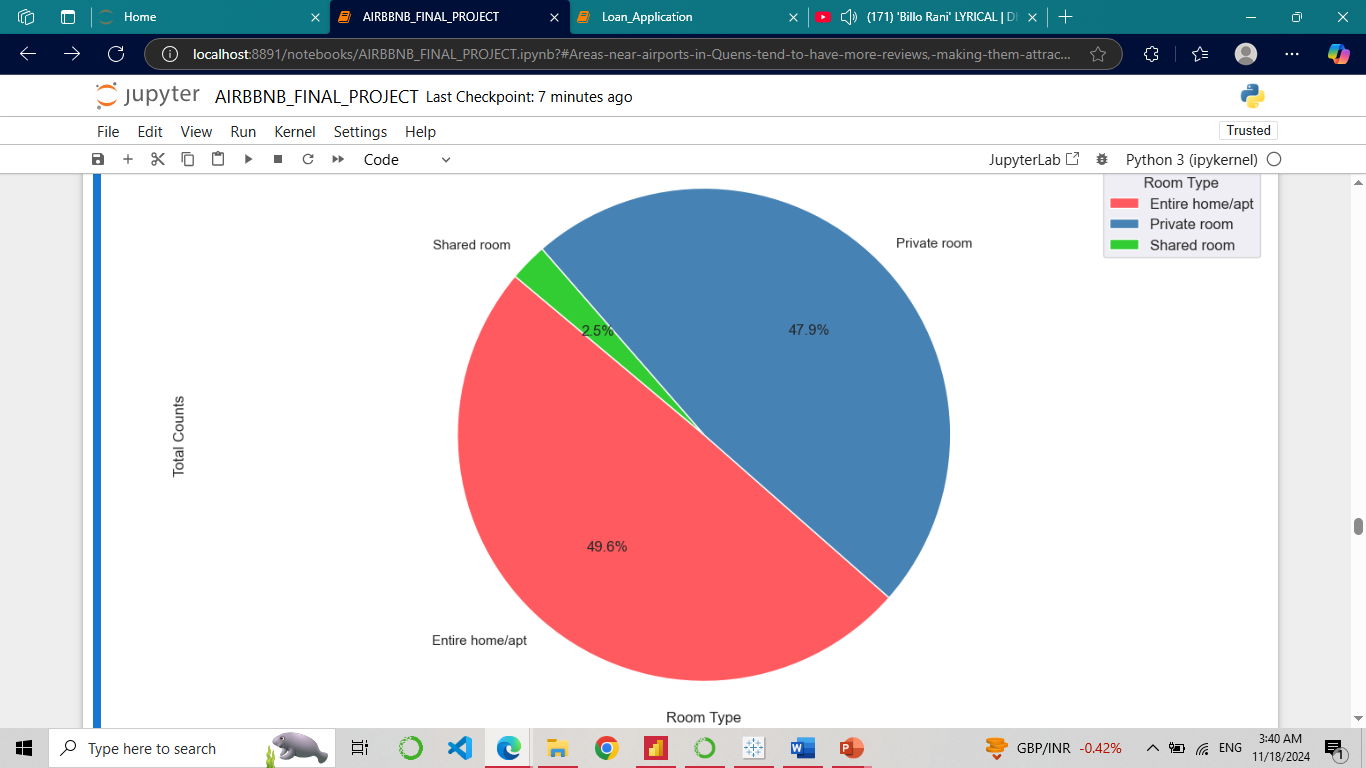 Home
AIRBBNB_FINAL_PROJECT
Loan_Application
(171) 'Billo Rani' LYRICAL | D
localhost:8891/notebooks/AIRBBNB_FINAL_PROJECT.ipynb?#Areas-near-airports-in-Quens-tend-to-have-more-reviews,-making-them-attrac...
jupyter AIRBBNB_FINAL_PROJECT Last Checkpoint: 7 minutes ago
File Edit View Run Kernel Settings Help
Trusted
Code
JupyterLab
Python 3 (ipykernel)
Room Type
Entire home/apt
Private room
Shared room
Shared room
Private room
2.5%
47.9%
Total Counts
49.6%
Entire home/apt
Room Type
Type here to search
GBP/INR -0.42%
ENG
3:40 AM
11/18/2024
1